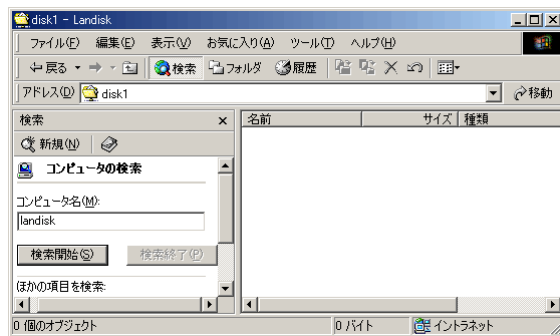 disk1 - Landisk
ファイル(F) 編集(E) 表示(V) お気に入り(A) ツール(T) ヘルプ(H)
戻る 検索 フォルダ 履歴
アドレス(D) disk1 移動
検索
新規(N)
コンピュータの検索
コンピュータ名(M):
landisk
検索開始(S) 検索終了(P)
ほかの項目を検索:
名前 サイズ 種類
0 個のオブジェクト 0 バイト イントラネット